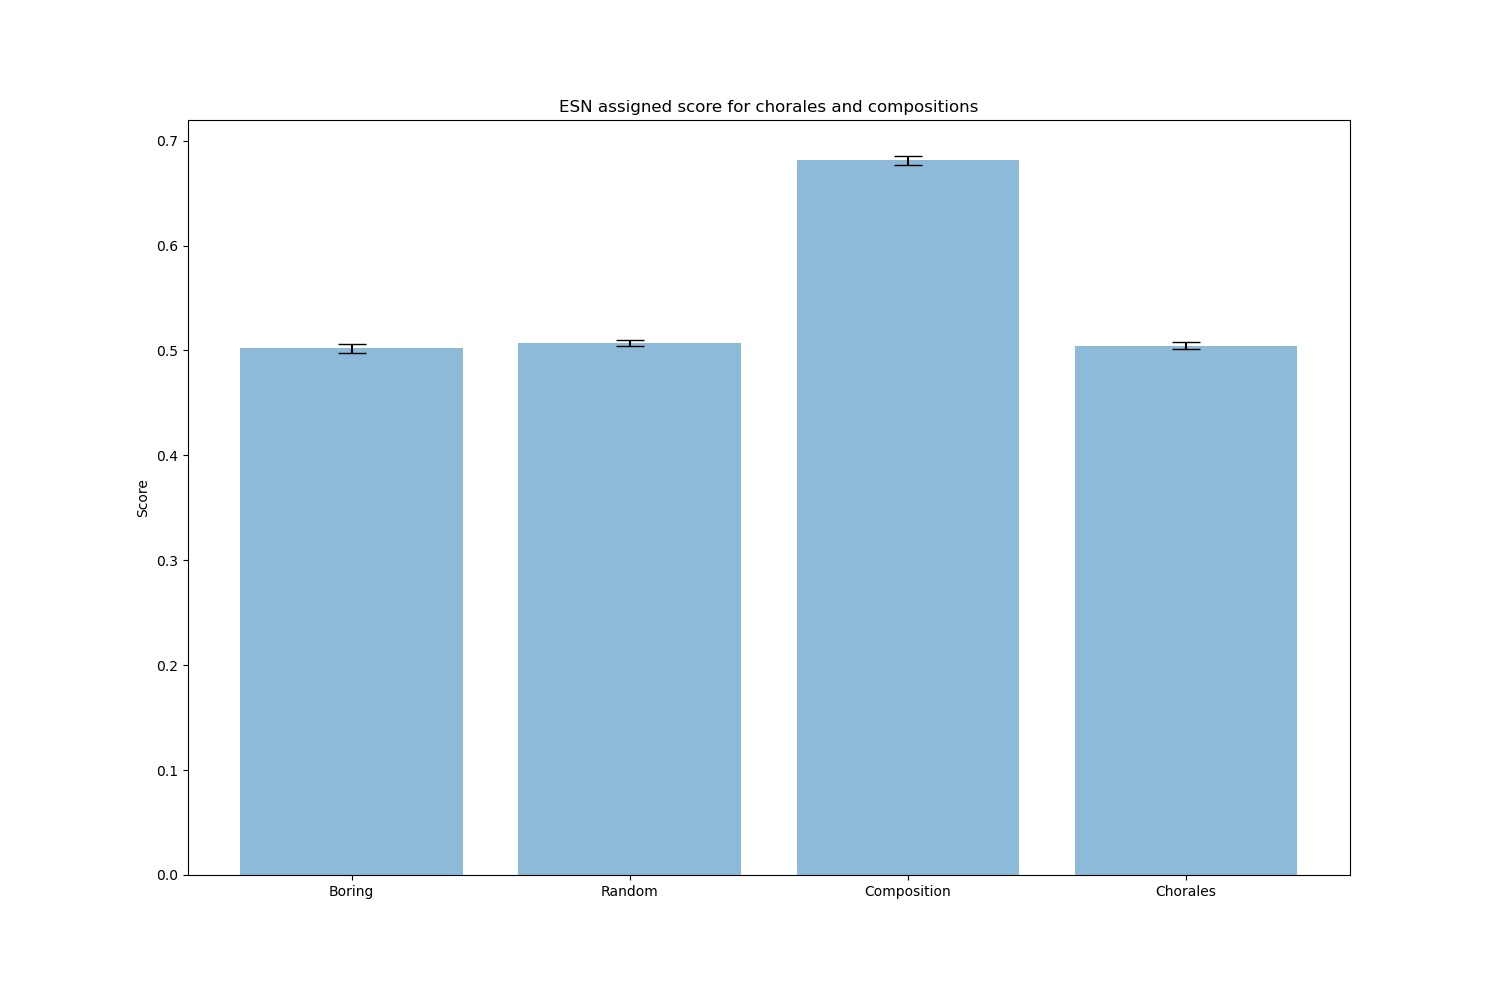 ESN assigned score for chorales and compositions
0.7
0.6
0.5
0.4
0.3
0.2
0.1
0.0
Score
Boring Random Composition Chorales